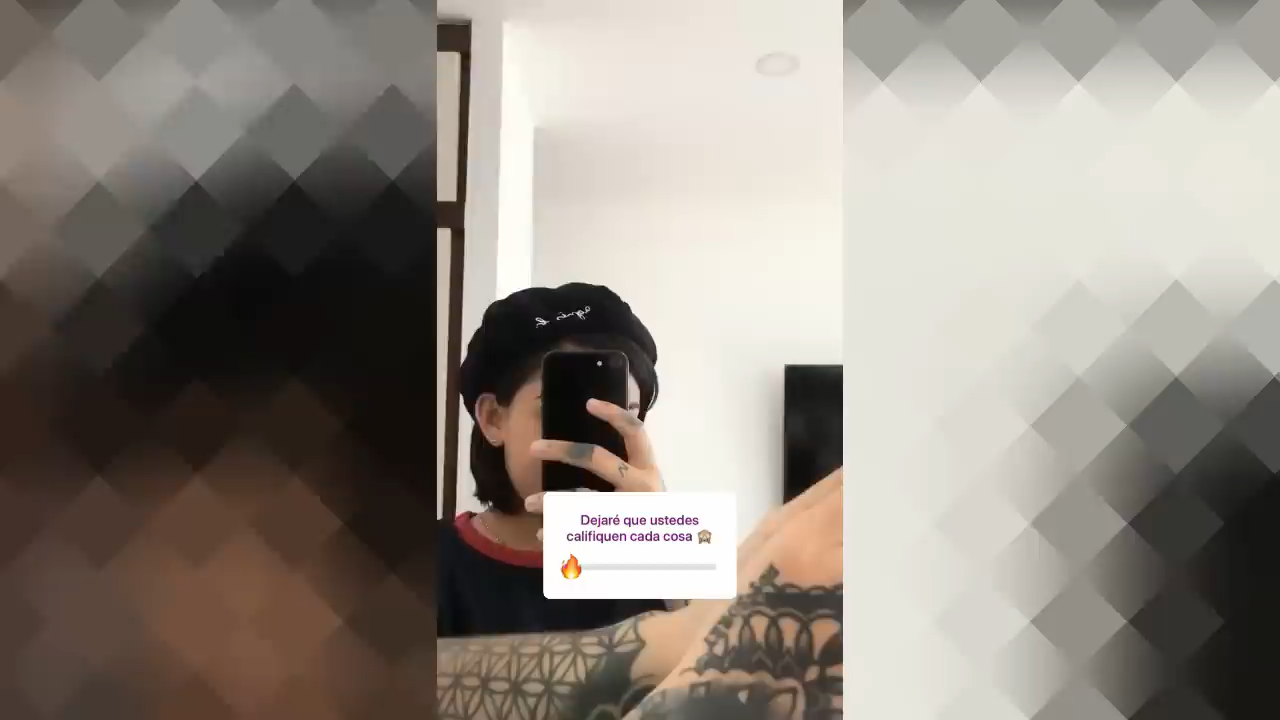 Dejaré que ustedes
califiquen cada cosa 🙈